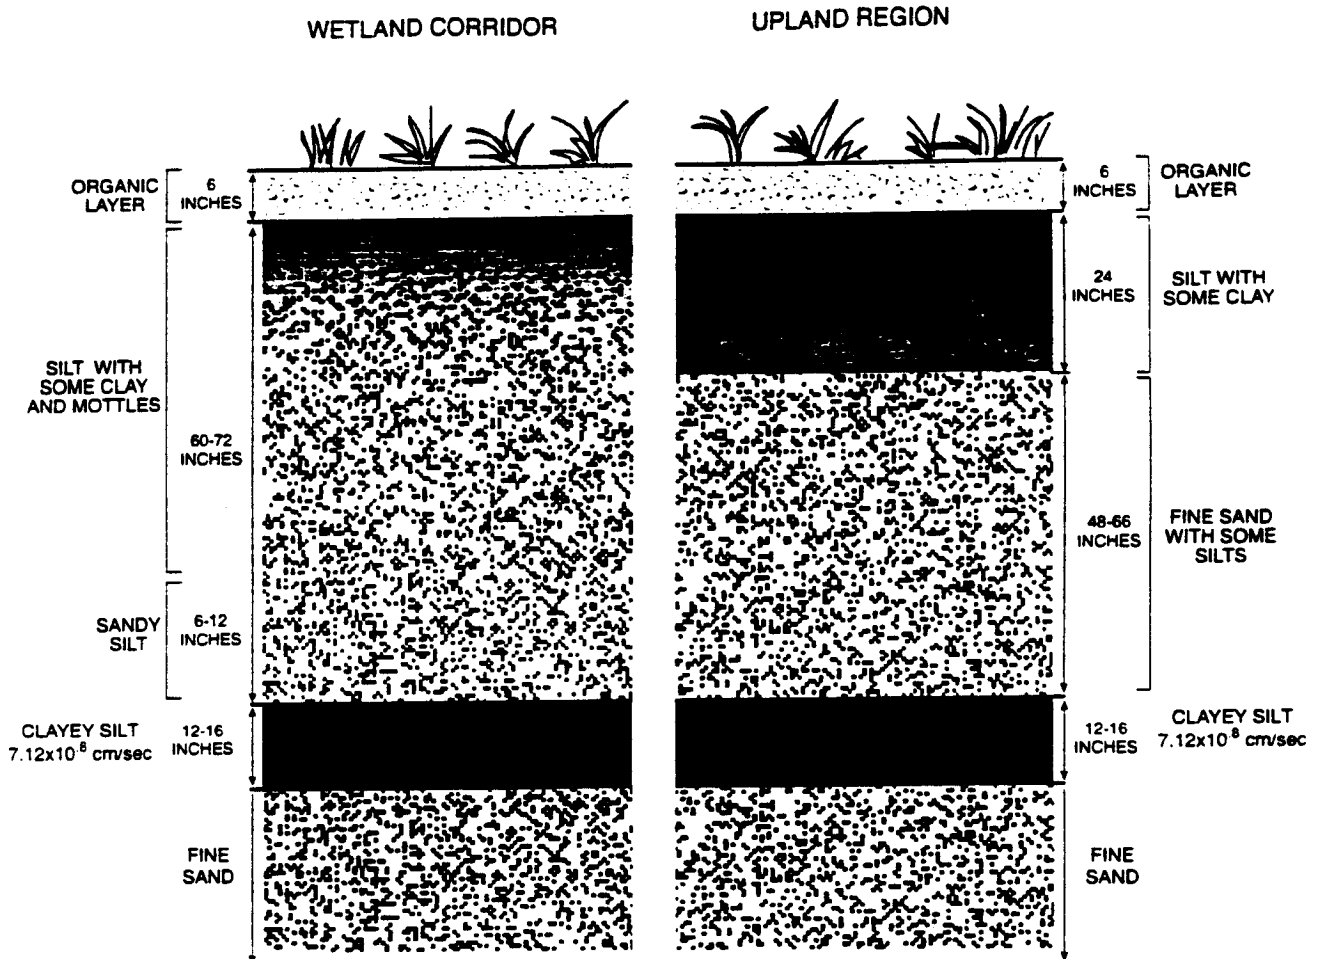 WETLAND CORRIDOR
UPLAND REGION
ORGANIC
LAYER
6
INCHES
SILT WITH
SOME CLAY
AND MOTTLES
60-72
INCHES
SANDY
SILT
6-12
INCHES
CLAYEY SILT
7.12x10⁻⁸ cm/sec
12-16
INCHES
FINE
SAND
6
INCHES
ORGANIC
LAYER
24
INCHES
SILT WITH
SOME CLAY
48-66
INCHES
FINE SAND
WITH SOME
SILTS
12-16
INCHES
CLAYEY SILT
7.12x10⁻⁸ cm/sec
FINE
SAND